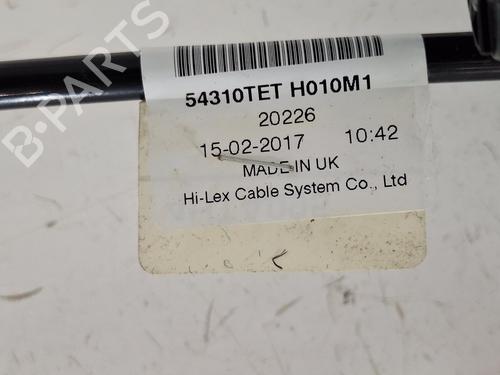 B-PARTS
54310TET H010M1
20226
15-02-2017 10:42
MADE IN UK
Hi-Lex Cable System Co., Ltd